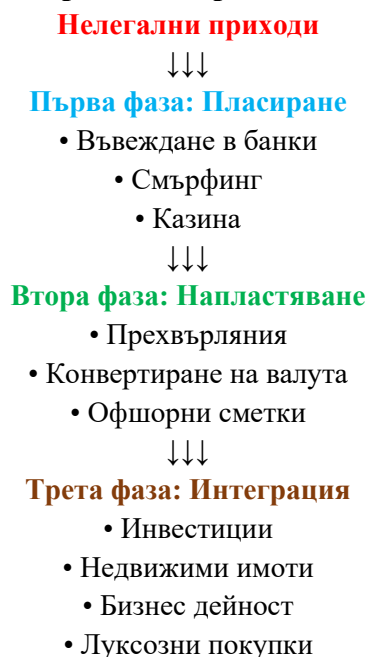 Нелегални приходи
↓↓↓
Първа фаза: Пласиране
• Въвеждане в банки
• Смърфинг
• Казина
↓↓↓
Втора фаза: Напластяване
• Прехвърляния
• Конвертиране на валута
• Офшорни сметки
↓↓↓
Трета фаза: Интеграция
• Инвестиции
• Недвижими имоти
• Бизнес дейност
• Луксозни покупки